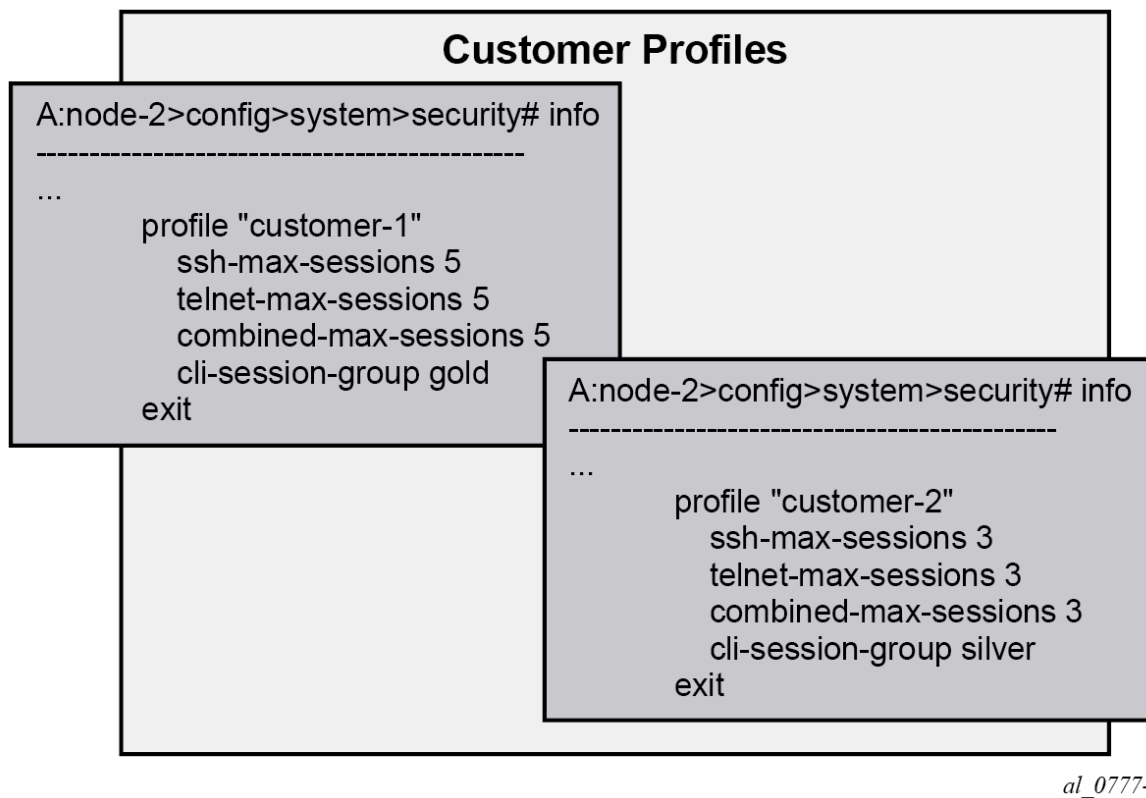 Customer Profiles
A:node-2>config>system>security# info
----------------------------------------------
...
profile "customer-1"
ssh-max-sessions 5
telnet-max-sessions 5
combined-max-sessions 5
cli-session-group gold
exit
A:node-2>config>system>security# info
----------------------------------------------
...
profile "customer-2"
ssh-max-sessions 3
telnet-max-sessions 3
combined-max-sessions 3
cli-session-group silver
exit
al_0777-